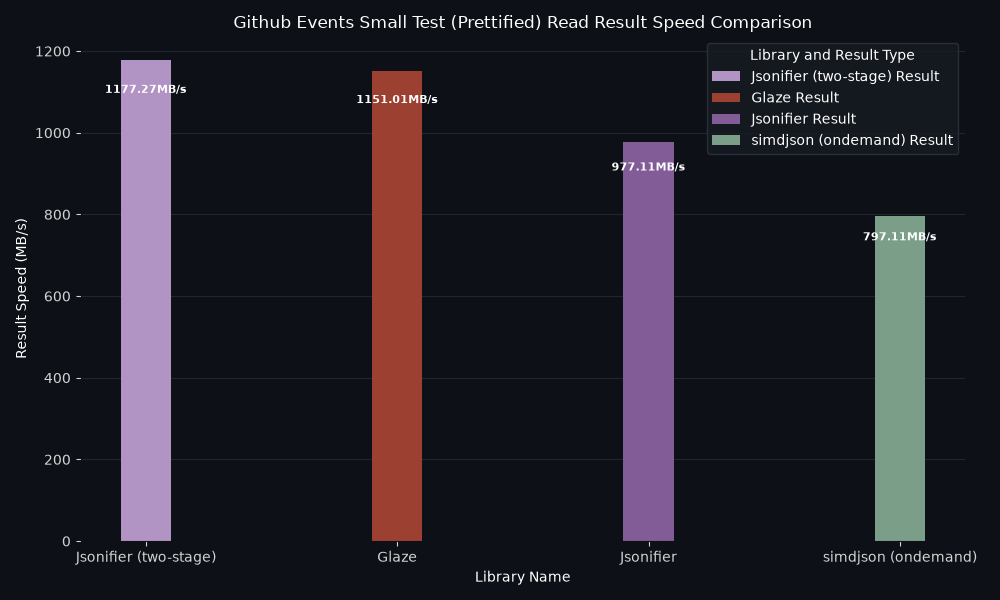 Github Events Small Test (Prettified) Read Result Speed Comparison
Library and Result Type
Jsonifier (two-stage) Result
Glaze Result
Jsonifier Result
simdjson (ondemand) Result
1177.27MB/s
1151.01MB/s
977.11MB/s
797.11MB/s
Result Speed (MB/s)
1200
1000
800
600
400
200
0
Jsonifier (two-stage)
Glaze
Jsonifier
simdjson (ondemand)
Library Name